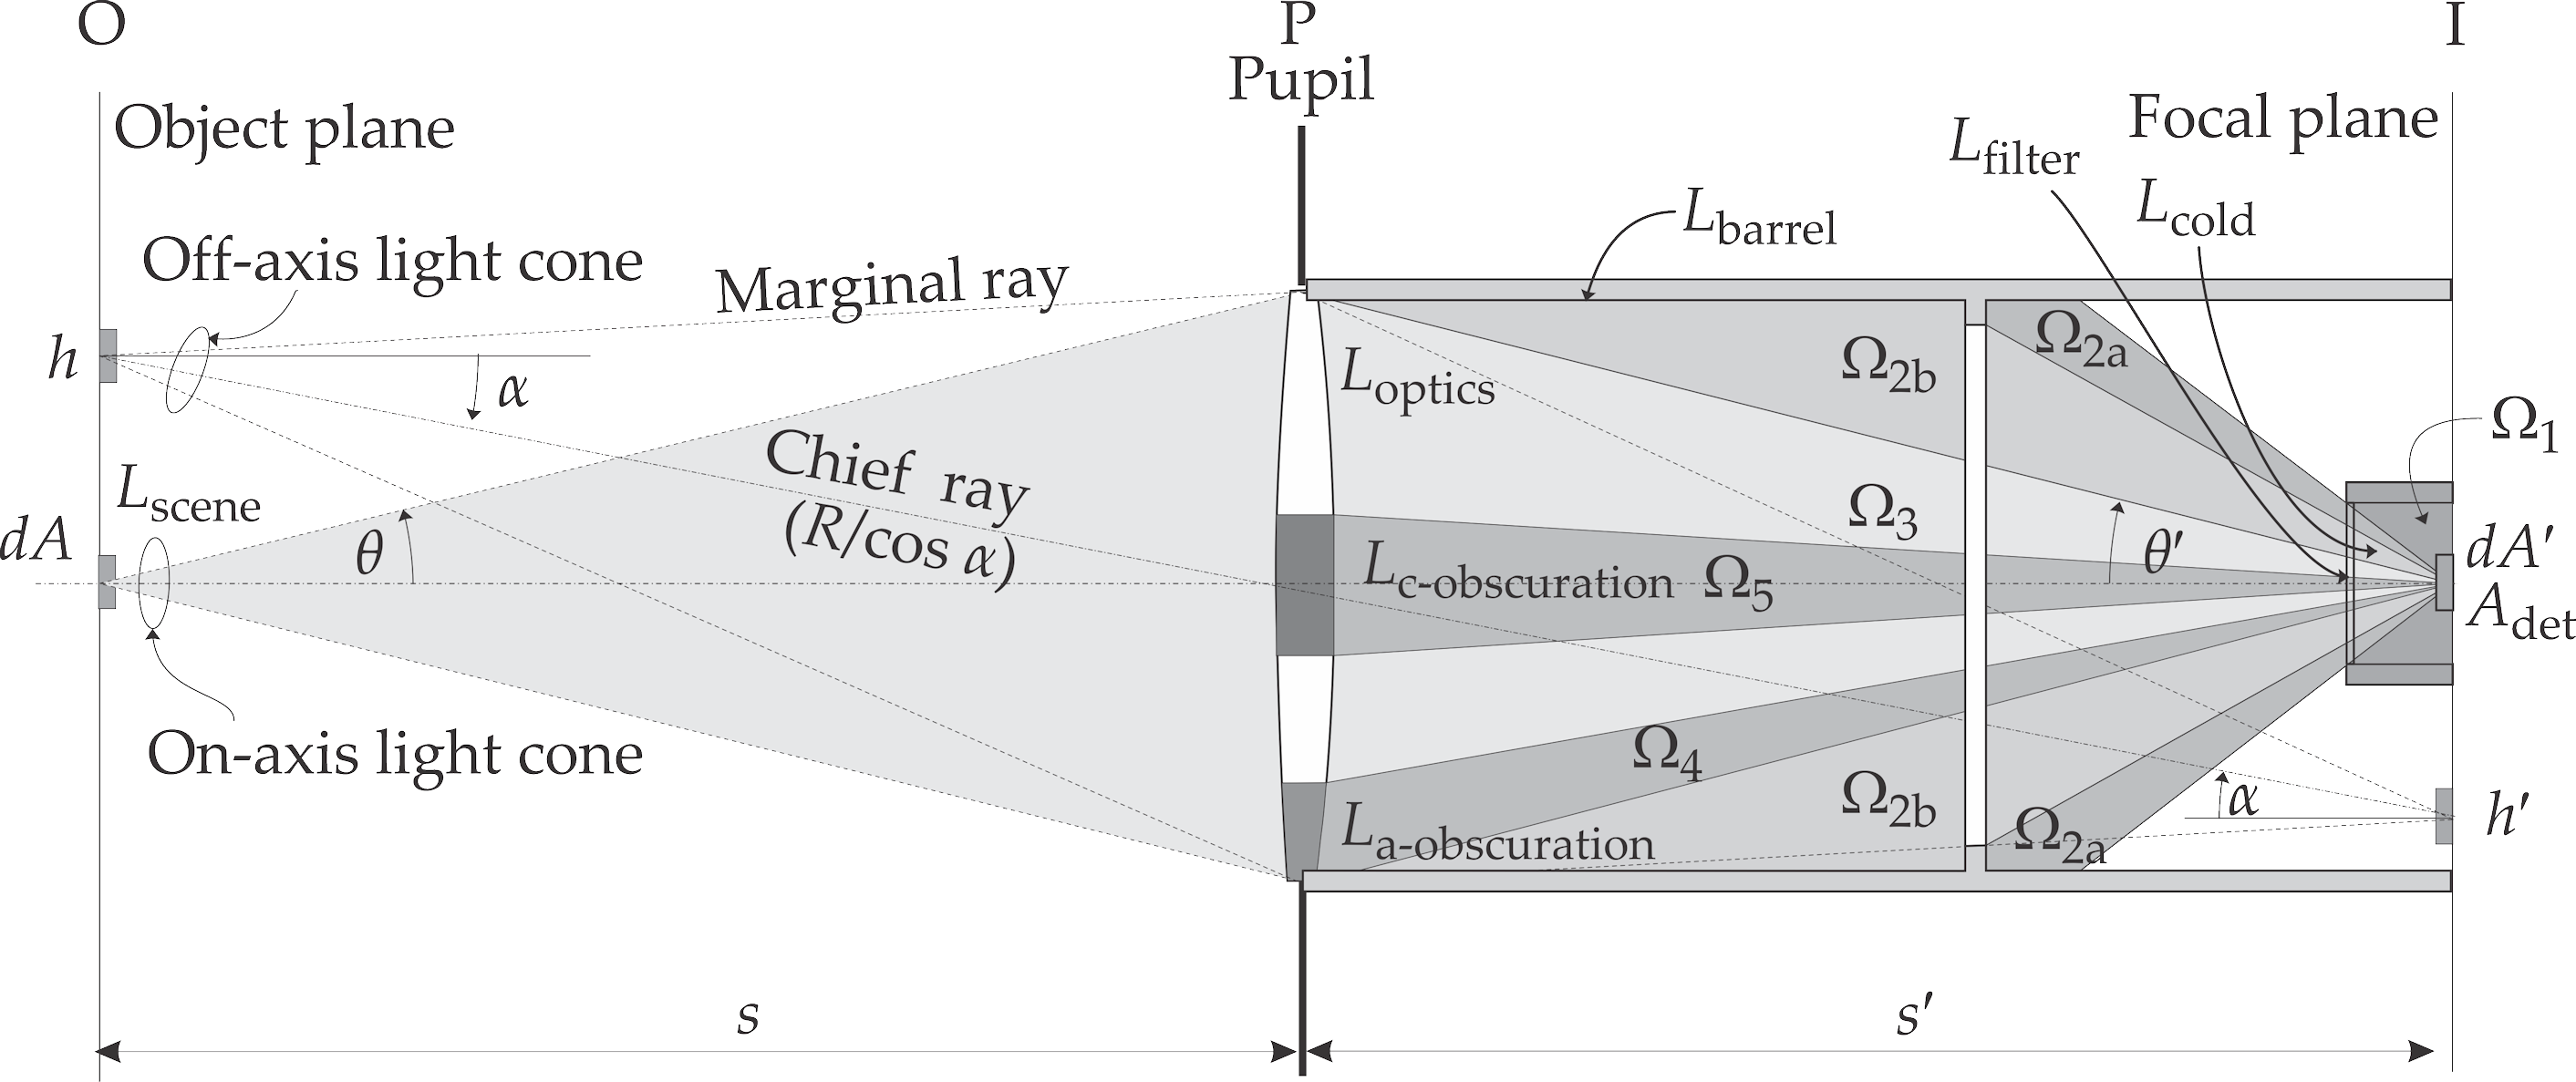 O
P
I
Pupil
Object plane
Focal plane
L_filter
L_cold
L_barrel
Off-axis light cone
Marginal ray
h
α
L_optics
Ω_2b
Ω_2a
Ω_1
L_scene
Chief ray
(R/cos α)
Ω_3
dA
θ
θ′
dA′
L_c-obscuration
Ω_5
A_det
On-axis light cone
Ω_4
Ω_2b
α
h′
L_a-obscuration
Ω_2a
s
s′